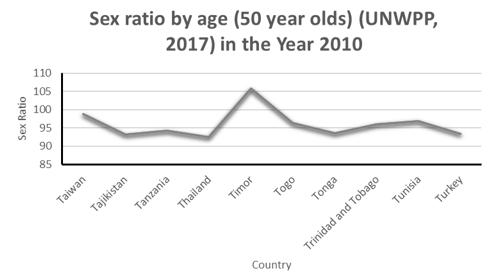 Sex ratio by age (50 year olds) (UNWPP,
2017) in the Year 2010
110
105
100
95
90
85
Sex Ratio
Taiwan
Tajikistan
Tanzania
Thailand
Timor
Togo
Tonga
Trinidad and Tobago
Tunisia
Turkey
Country